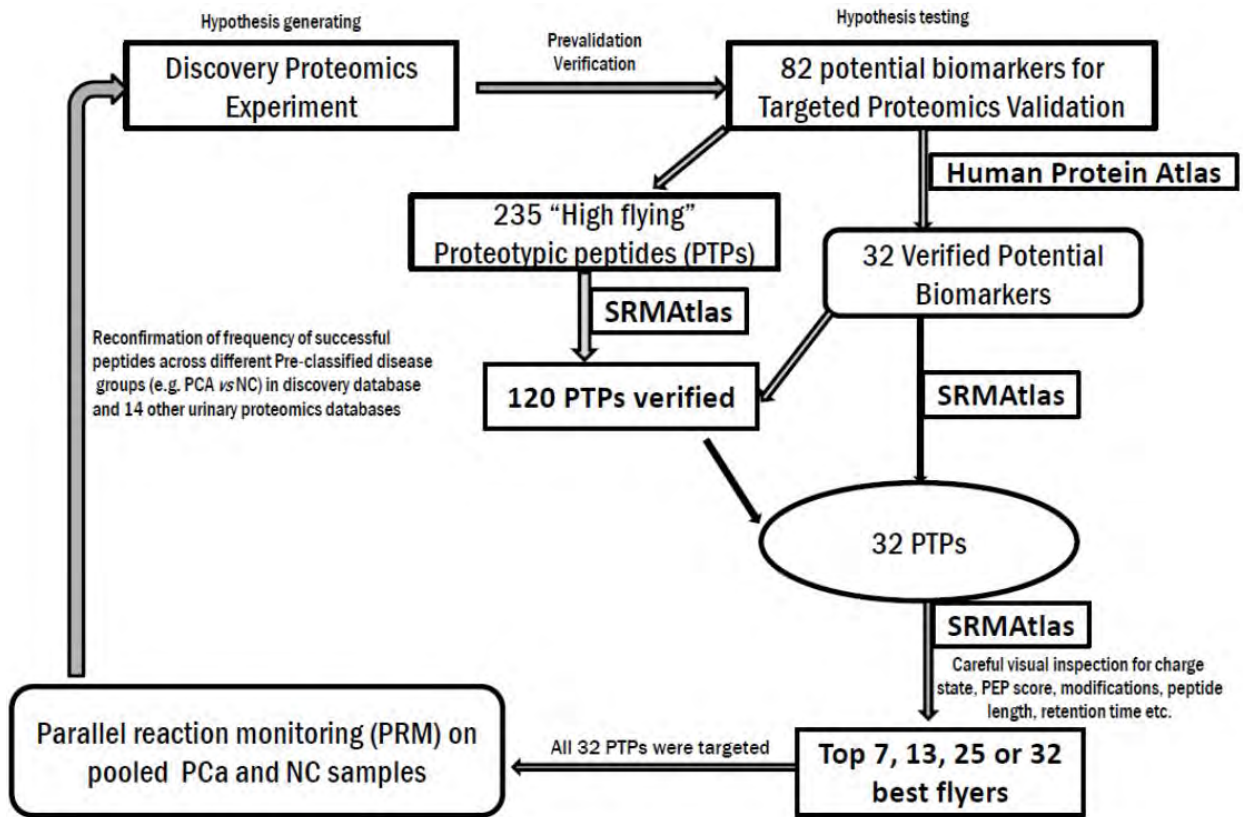 Hypothesis generating
Hypothesis testing
Discovery Proteomics
Experiment
Prevalidation
Verification
82 potential biomarkers for
Targeted Proteomics Validation
Human Protein Atlas
235 “High flying”
Proteotypic peptides (PTPs)
32 Verified Potential
Biomarkers
SRMAtlas
Reconfirmation of frequency of successful
peptides across different Pre-classified disease
groups (e.g. PCA vs NC) in discovery database
and 14 other urinary proteomics databases
120 PTPs verified
SRMAtlas
32 PTPs
SRMAtlas
Careful visual inspection for charge
state, PEP score, modifications, peptide
length, retention time etc.
Parallel reaction monitoring (PRM) on
pooled PCa and NC samples
All 32 PTPs were targeted
Top 7, 13, 25 or 32
best flyers